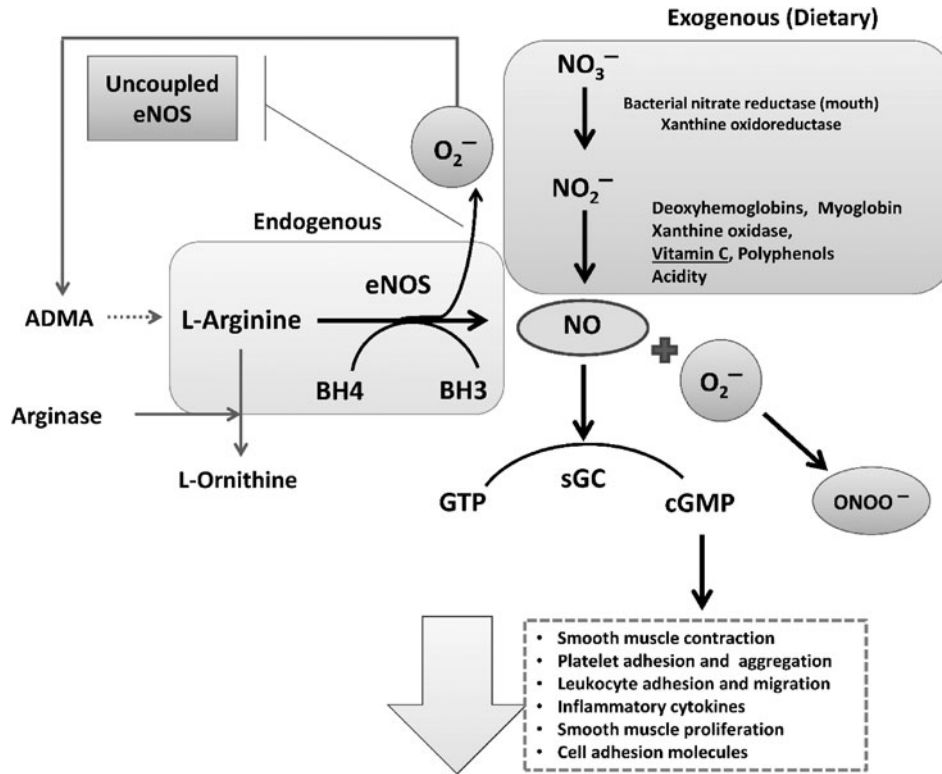 Exogenous (Dietary)
NO3−
Bacterial nitrate reductase (mouth)
Xanthine oxidoreductase
NO2−
Deoxyhemoglobins, Myoglobin
Xanthine oxidase,
Vitamin C, Polyphenols
Acidity
Uncoupled
eNOS
O2−
Endogenous
eNOS
ADMA
L-Arginine
NO
BH4
BH3
O2−
Arginase
L-Ornithine
GTP
sGC
cGMP
ONOO−
• Smooth muscle contraction
• Platelet adhesion and aggregation
• Leukocyte adhesion and migration
• Inflammatory cytokines
• Smooth muscle proliferation
• Cell adhesion molecules